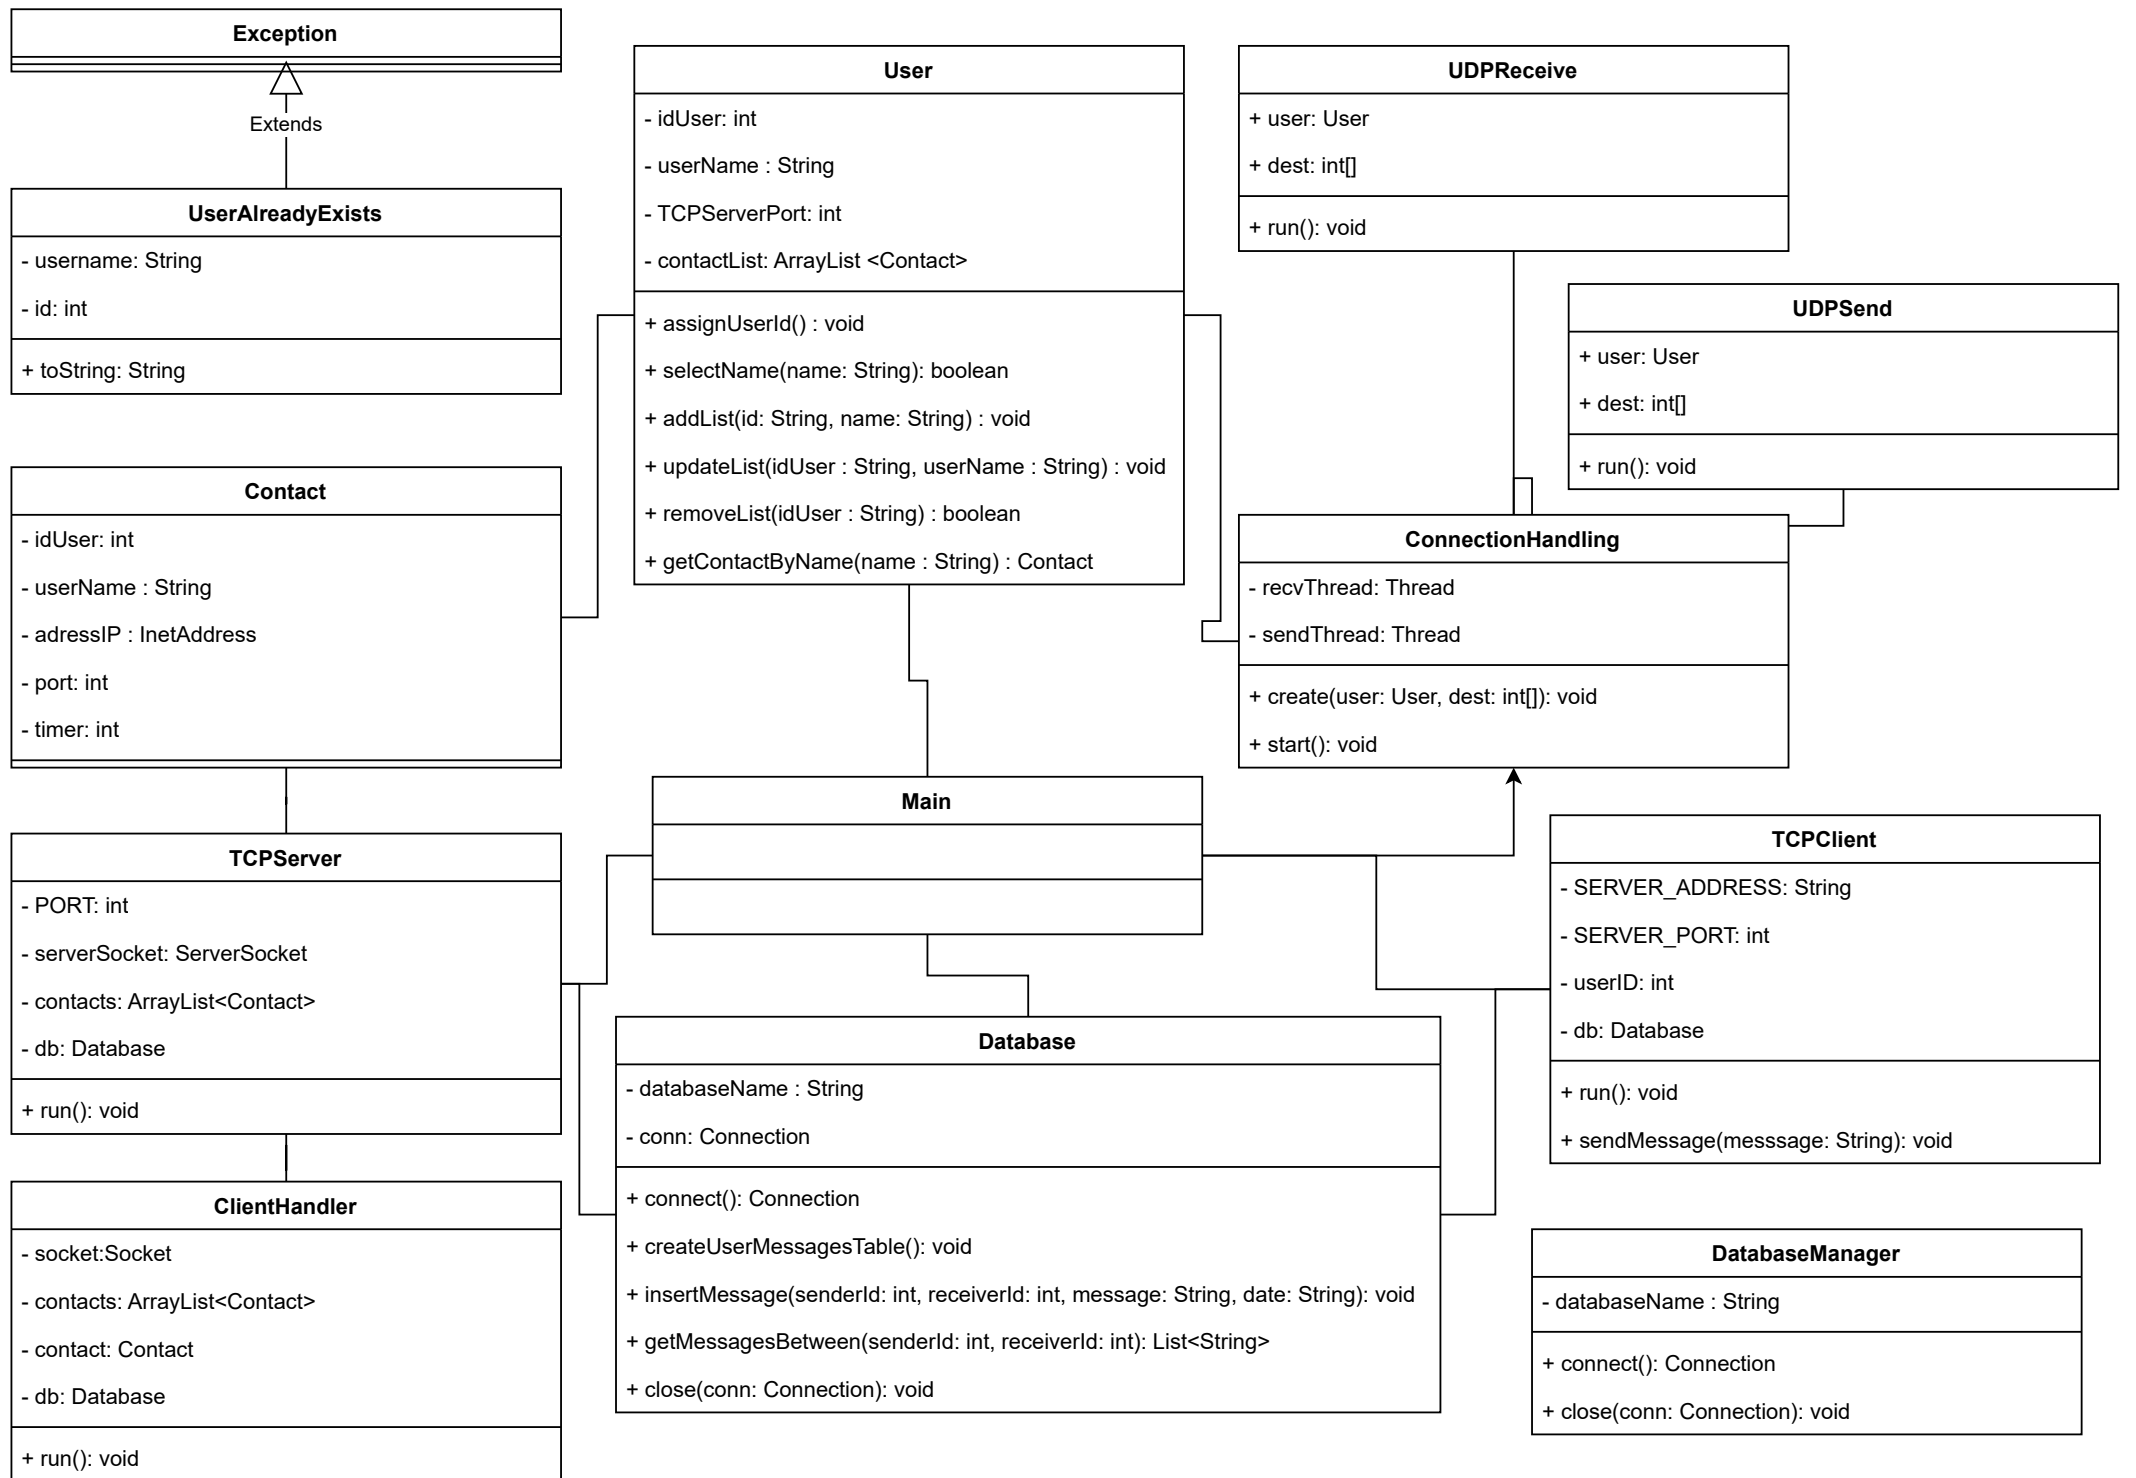 Exception
Extends
UserAlreadyExists
- username: String
- id: int
+ toString: String
Contact
- idUser: int
- userName : String
- adressIP : InetAddress
- port: int
- timer: int
TCPServer
- PORT: int
- serverSocket: ServerSocket
- contacts: ArrayList<Contact>
- db: Database
+ run(): void
ClientHandler
- socket:Socket
- contacts: ArrayList<Contact>
- contact: Contact
- db: Database
+ run(): void
User
- idUser: int
- userName : String
- TCPServerPort: int
- contactList: ArrayList <Contact>
+ assignUserId() : void
+ selectName(name: String): boolean
+ addList(id: String, name: String) : void
+ updateList(idUser : String, userName : String) : void
+ removeList(idUser : String) : boolean
+ getContactByName(name : String) : Contact
Main
Database
- databaseName : String
- conn: Connection
+ connect(): Connection
+ createUserMessagesTable(): void
+ insertMessage(senderId: int, receiverId: int, message: String, date: String): void
+ getMessagesBetween(senderId: int, receiverId: int): List<String>
+ close(conn: Connection): void
UDPReceive
+ user: User
+ dest: int[]
+ run(): void
UDPSend
+ user: User
+ dest: int[]
+ run(): void
ConnectionHandling
- recvThread: Thread
- sendThread: Thread
+ create(user: User, dest: int[]): void
+ start(): void
TCPClient
- SERVER_ADDRESS: String
- SERVER_PORT: int
- userID: int
- db: Database
+ run(): void
+ sendMessage(messsage: String): void
DatabaseManager
- databaseName : String
+ connect(): Connection
+ close(conn: Connection): void